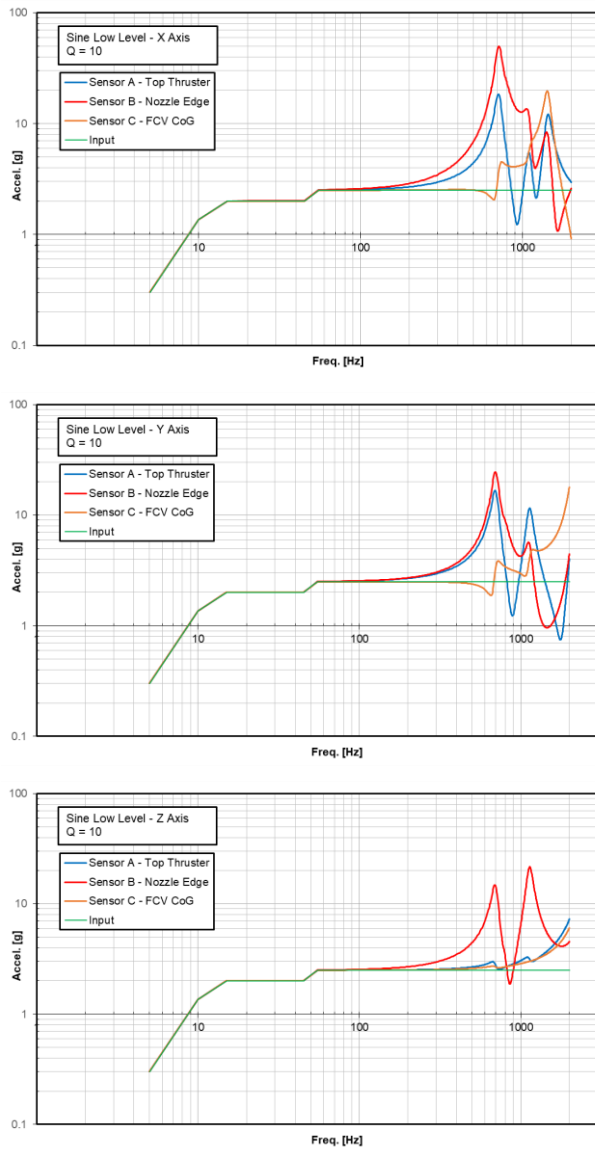 100
Sine Low Level - X Axis
Q = 10
Sensor A - Top Thruster
Sensor B - Nozzle Edge
Sensor C - FCV CoG
Input
10
Accel. [g]
1
10
100
1000
0.1
Freq. [Hz]
100
Sine Low Level - Y Axis
Q = 10
Sensor A - Top Thruster
Sensor B - Nozzle Edge
Sensor C - FCV CoG
Input
10
Accel. [g]
1
10
100
1000
0.1
Freq. [Hz]
100
Sine Low Level - Z Axis
Q = 10
Sensor A - Top Thruster
Sensor B - Nozzle Edge
Sensor C - FCV CoG
Input
10
Accel. [g]
1
10
100
1000
0.1
Freq. [Hz]